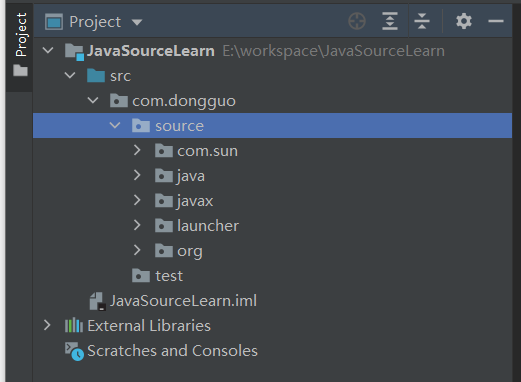 Project
Project
JavaSourceLearn E:\workspace\JavaSourceLearn
src
com.dongguo
source
com.sun
java
javax
launcher
org
test
JavaSourceLearn.iml
External Libraries
Scratches and Consoles